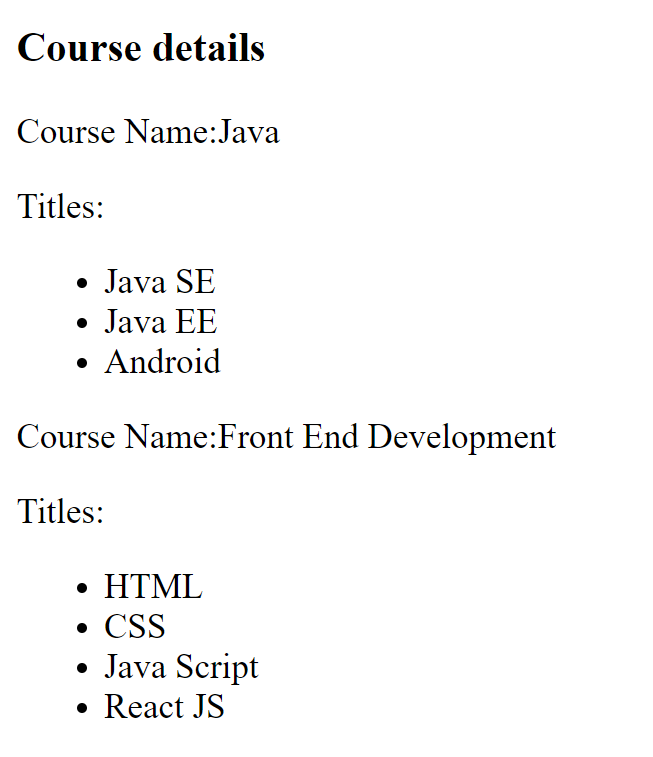 Course details
Course Name:Java
Titles:
• Java SE
• Java EE
• Android
Course Name:Front End Development
Titles:
• HTML
• CSS
• Java Script
• React JS